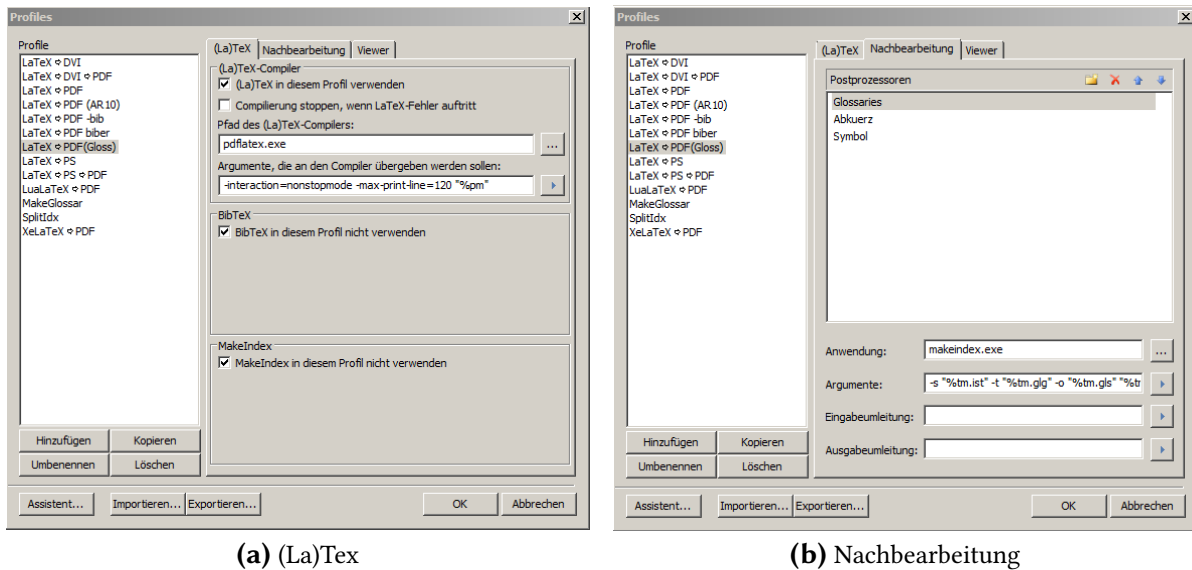 Profiles
Profile
LaTeX ⇨ DVI
LaTeX ⇨ DVI ⇨ PDF
LaTeX ⇨ PDF
LaTeX ⇨ PDF (AR10)
LaTeX ⇨ PDF -bib
LaTeX ⇨ PDF biber
LaTeX ⇨ PDF(Gloss)
LaTeX ⇨ PS
LaTeX ⇨ PS ⇨ PDF
LuaLaTeX ⇨ PDF
MakeGlossar
SplitIdx
XeLaTeX ⇨ PDF
Hinzufügen Kopieren
Umbenennen Löschen
(La)TeX Nachbearbeitung Viewer
(La)TeX-Compiler
(La)TeX in diesem Profil verwenden
Compilierung stoppen, wenn LaTeX-Fehler auftritt
Pfad des (La)TeX-Compilers:
pdflatex.exe ...
Argumente, die an den Compiler übergeben werden sollen:
-interaction=nonstopmode -max-print-line=120 "%pm"
BibTeX
BibTeX in diesem Profil nicht verwenden
MakeIndex
MakeIndex in diesem Profil nicht verwenden
Assistent... Importieren... Exportieren... OK Abbrechen
(a) (La)Tex
Profiles
Profile
LaTeX ⇨ DVI
LaTeX ⇨ DVI ⇨ PDF
LaTeX ⇨ PDF
LaTeX ⇨ PDF (AR10)
LaTeX ⇨ PDF -bib
LaTeX ⇨ PDF biber
LaTeX ⇨ PDF(Gloss)
LaTeX ⇨ PS
LaTeX ⇨ PS ⇨ PDF
LuaLaTeX ⇨ PDF
MakeGlossar
SplitIdx
XeLaTeX ⇨ PDF
Hinzufügen Kopieren
Umbenennen Löschen
(La)TeX Nachbearbeitung Viewer
Postprozessoren
Glossaries
Abkuerz
Symbol
Anwendung: makeindex.exe ...
Argumente: -s "%tm.ist" -t "%tm.glg" -o "%tm.gls" "%tr
Eingabeumleitung:
Ausgabeumleitung:
Assistent... Importieren... Exportieren... OK Abbrechen
(b) Nachbearbeitung